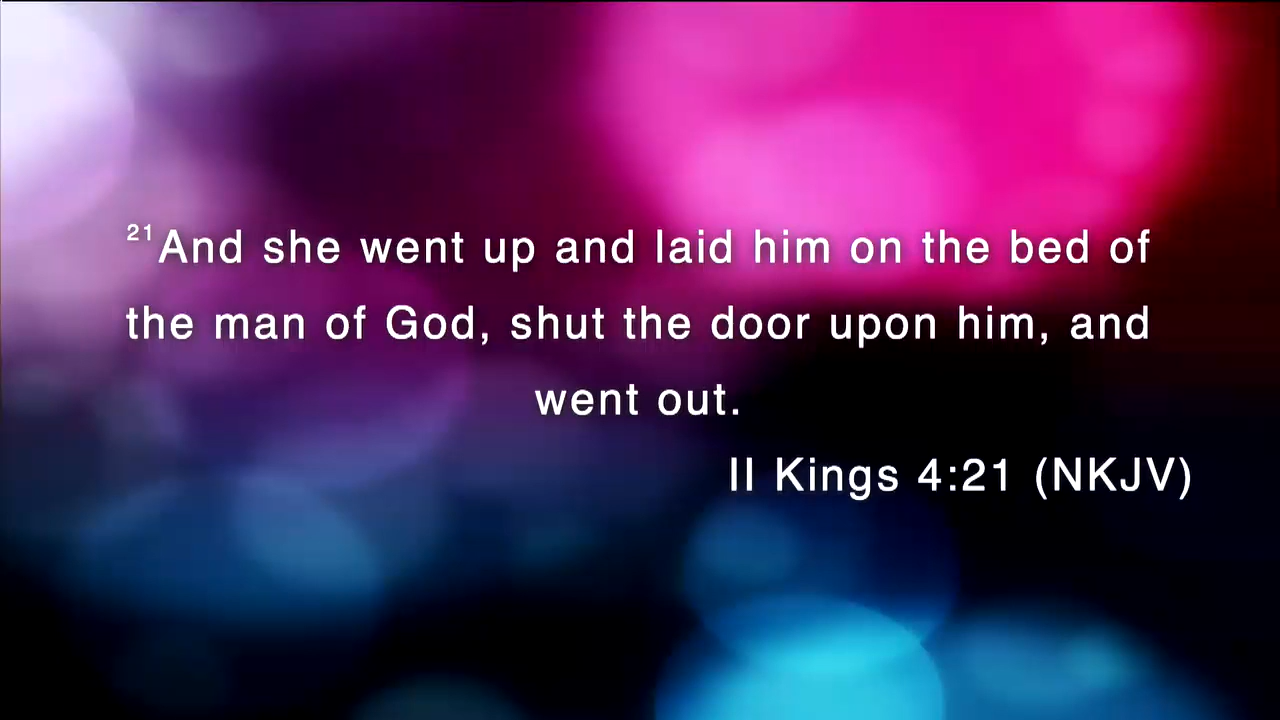 21And she went up and laid him on the bed of
the man of God, shut the door upon him, and
went out.
II Kings 4:21 (NKJV)